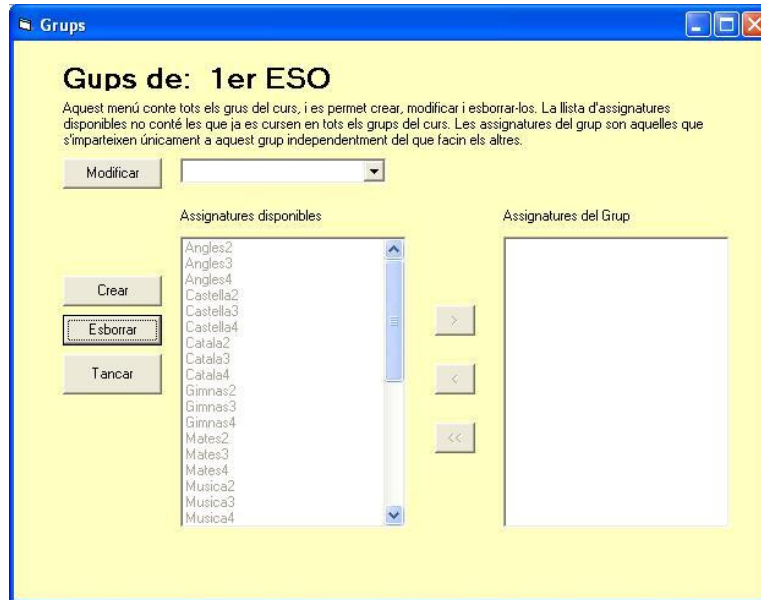 Grups
Gups de: 1er ESO
Aquest menú conte tots els grus del curs, i es permet crear, modificar i esborrar-los. La llista d'assignatures
disponibles no conté les que ja es cursen en tots els grups del curs. Les assignatures del grup son aquelles que
s'imparteixen únicament a aquest grup independentment del que facin els altres.
Modificar
Assignatures disponibles
Assignatures del Grup
Angles2
Angles3
Angles4
Castella2
Castella3
Castella4
Catala2
Catala3
Catala4
Gimnas2
Gimnas3
Gimnas4
Mates2
Mates3
Mates4
Musica2
Musica3
Musica4
Crear
Esborrar
Tancar
>
<
<<